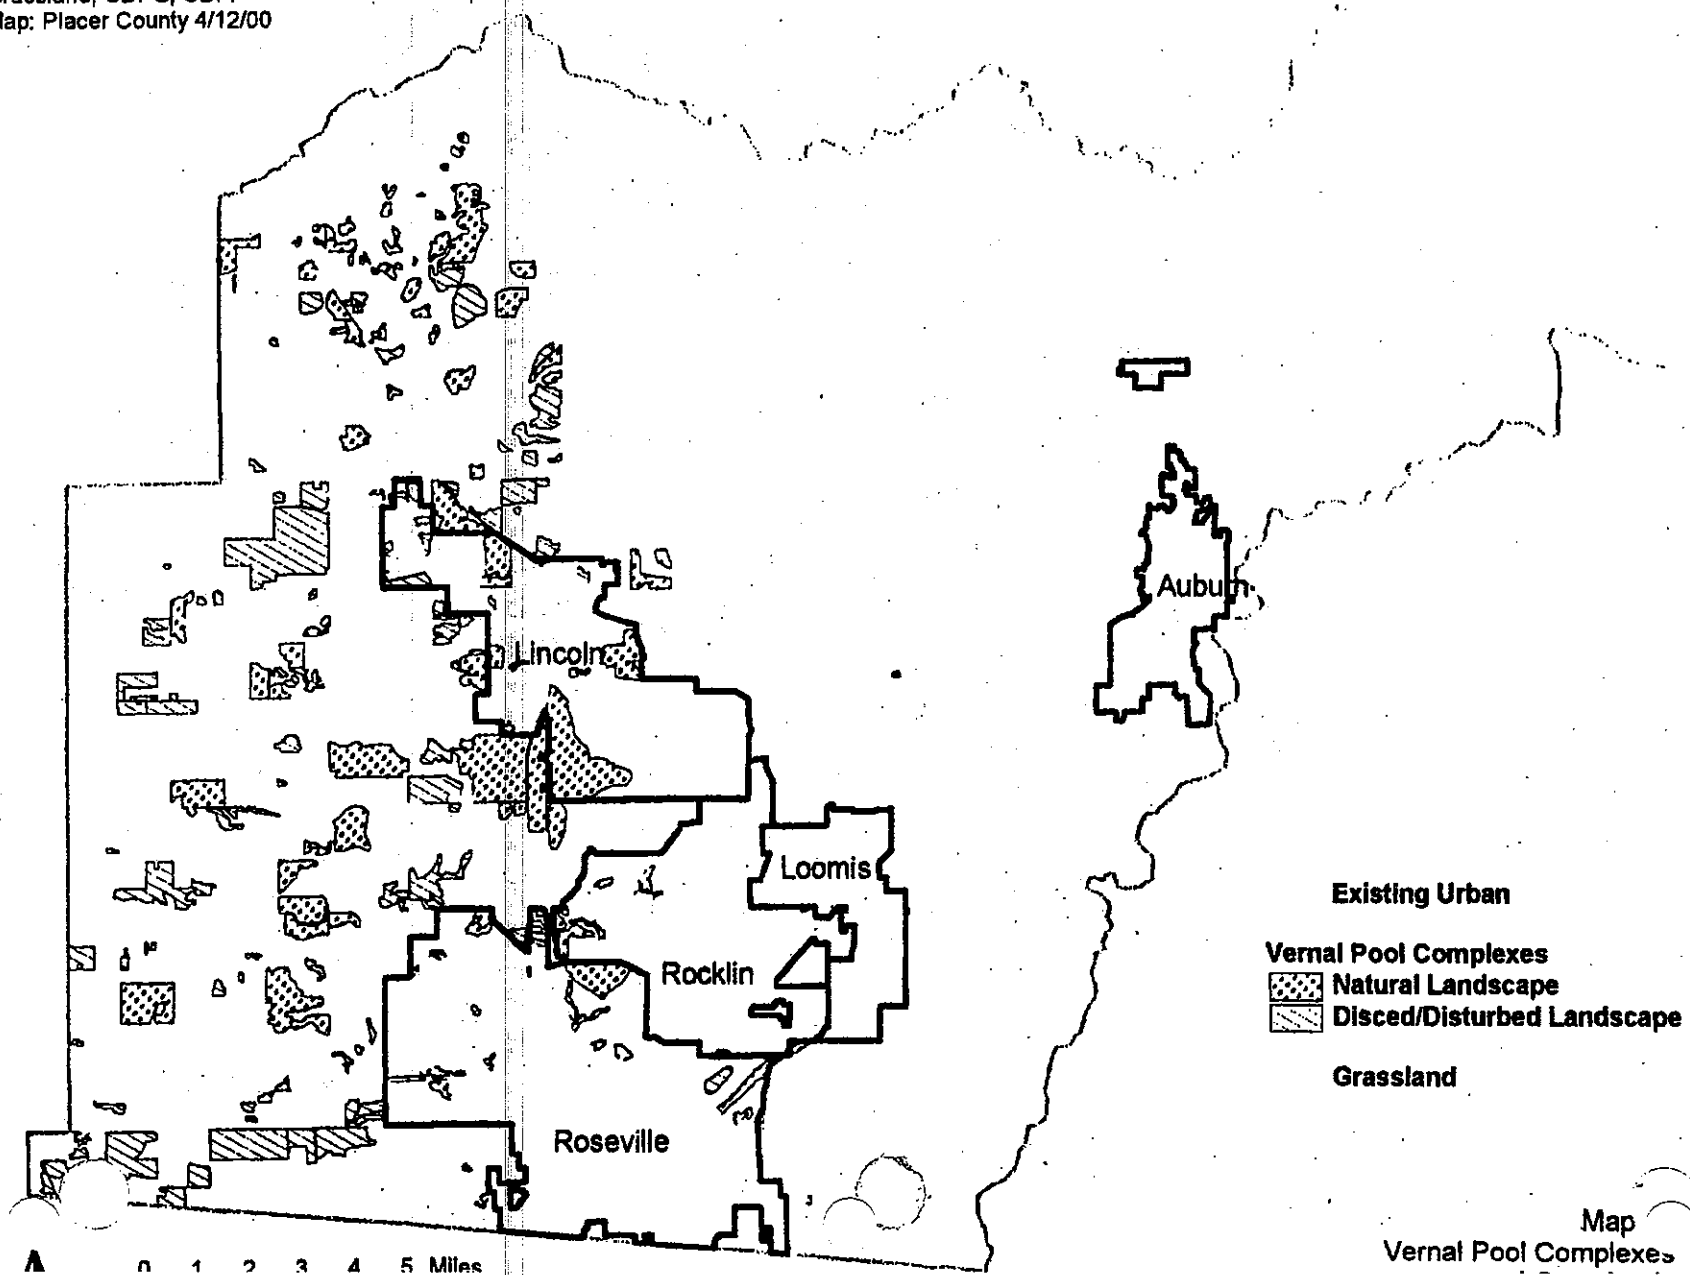 Map: Placer County 4/12/00
Auburn
Lincoln
Loomis
Rocklin
Roseville
Existing Urban
Vernal Pool Complexes
Natural Landscape
Disced/Disturbed Landscape
Grassland
0 1 2 3 4 5 Miles
Map
Vernal Pool Complexes